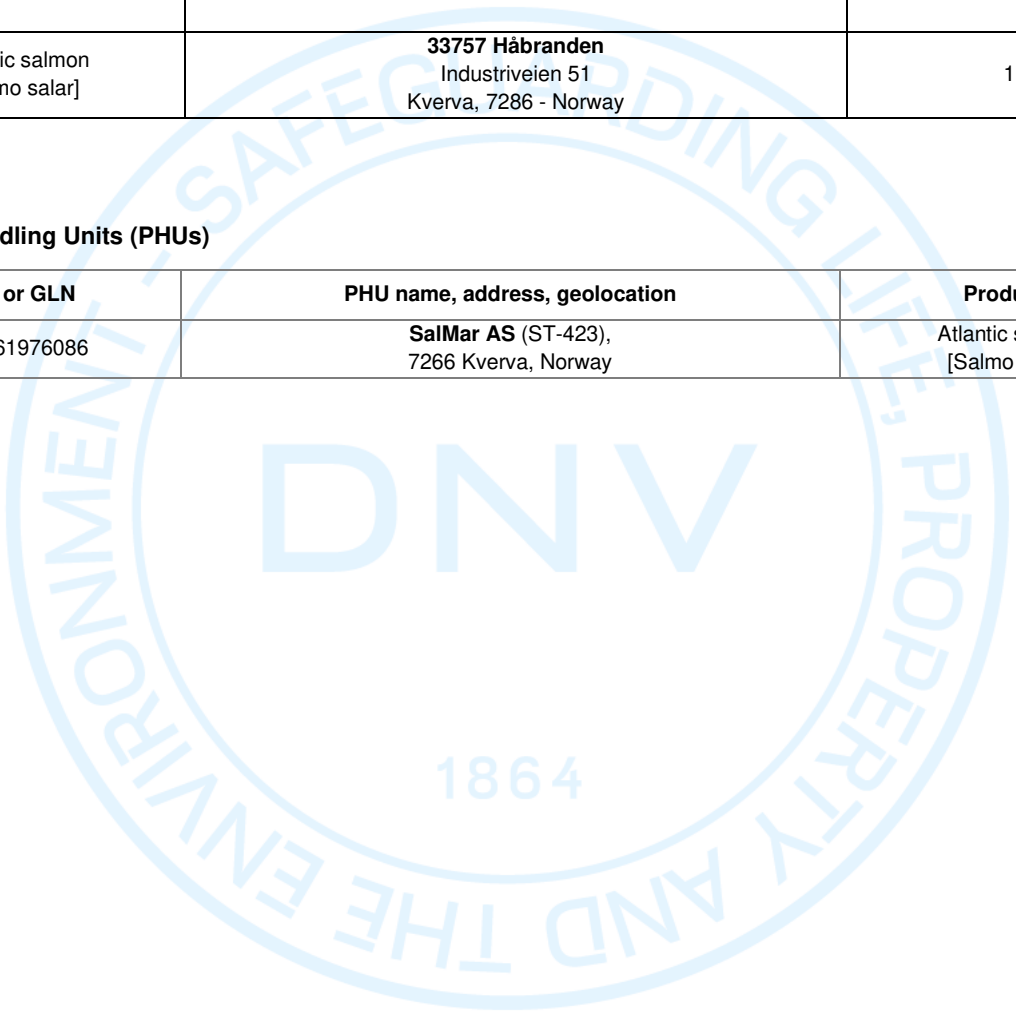 ic salmon
mo salar]
33757 Håbranden
Industriveien 51
Kverva, 7286 - Norway
1
dling Units (PHUs)
or GLN
PHU name, address, geolocation
Produ
61976086
SalMar AS (ST-423),
7266 Kverva, Norway
Atlantic s
[Salmo
SAFEGUARDING LIFE, PROPERTY AND THE ENVIRONMENT -
DNV
1864